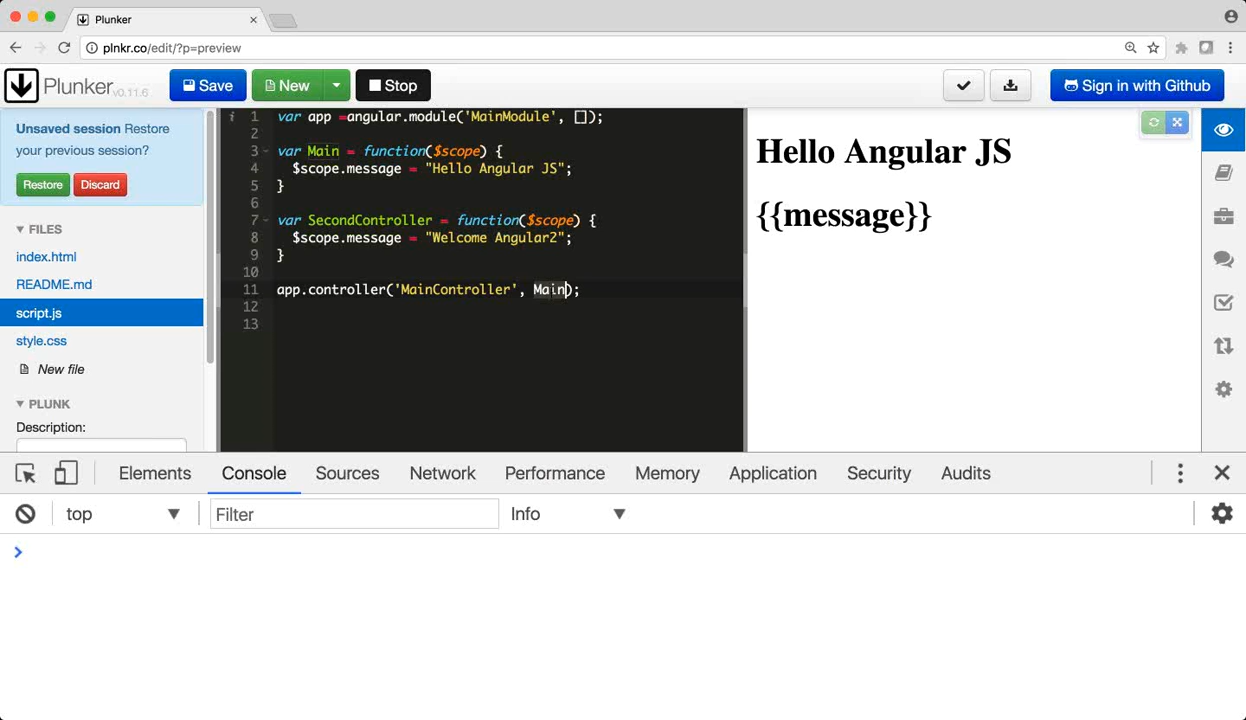 Plunker
plnkr.co/edit/?p=preview
Plunker v0.11.6
Save
New
Stop
Sign in with Github
Unsaved session Restore
your previous session?
Restore
Discard
FILES
index.html
README.md
script.js
style.css
New file
PLUNK
Description:
i 1 var app =angular.module('MainModule', []);
2
3 var Main = function($scope) {
4 $scope.message = "Hello Angular JS";
5 }
6
7 var SecondController = function($scope) {
8 $scope.message = "Welcome Angular2";
9 }
10
11 app.controller('MainController', Main);
12
13
Hello Angular JS
{{message}}
Elements Console Sources Network Performance Memory Application Security Audits
top Filter Info